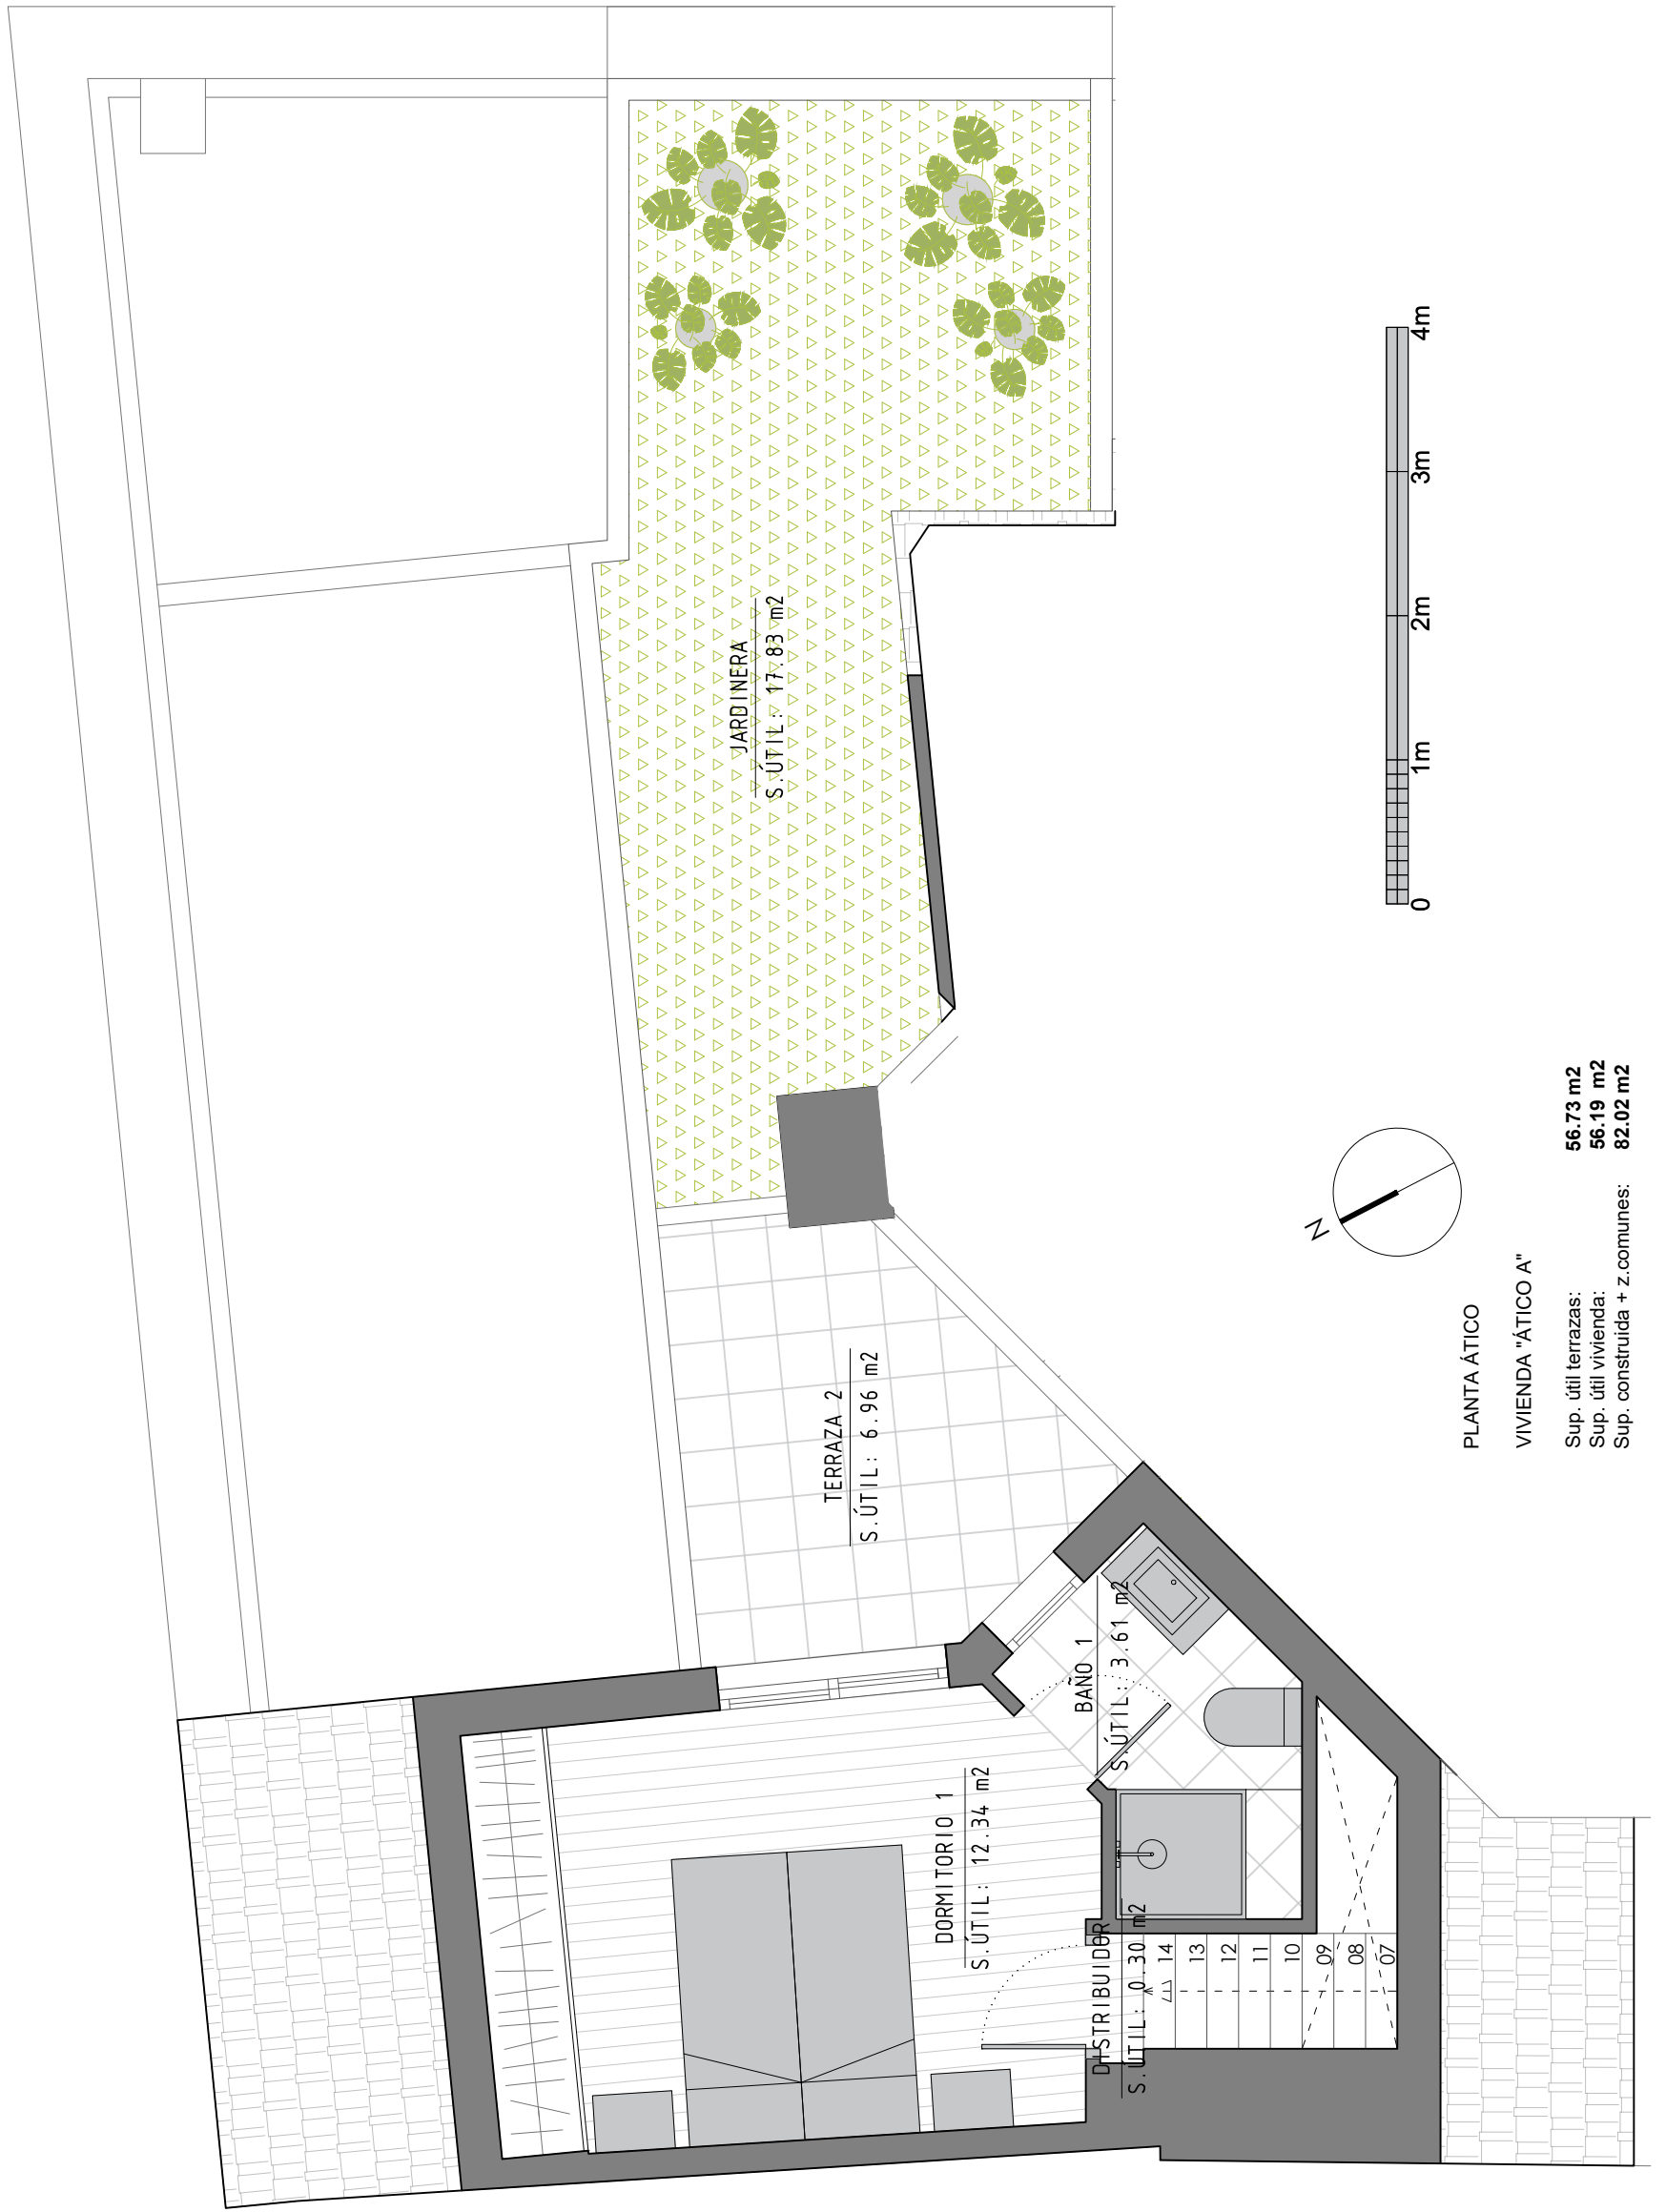 JARDINERA
S.ÚTIL: 17.83 m2
TERRAZA 2
S.ÚTIL: 6.96 m2
DORMITORIO 1
S.ÚTIL: 12.34 m2
BAÑO 1
S.ÚTIL: 3.61 m2
DISTRIBUIDOR
S.ÚTIL: 0.30 m2
14
13
12
11
10
09
08
07
0 1m 2m 3m 4m
N
PLANTA ÁTICO
VIVIENDA "ÁTICO A"
Sup. útil terrazas: 56.73 m2
Sup. útil vivienda: 56.19 m2
Sup. construida + z.comunes: 82.02 m2